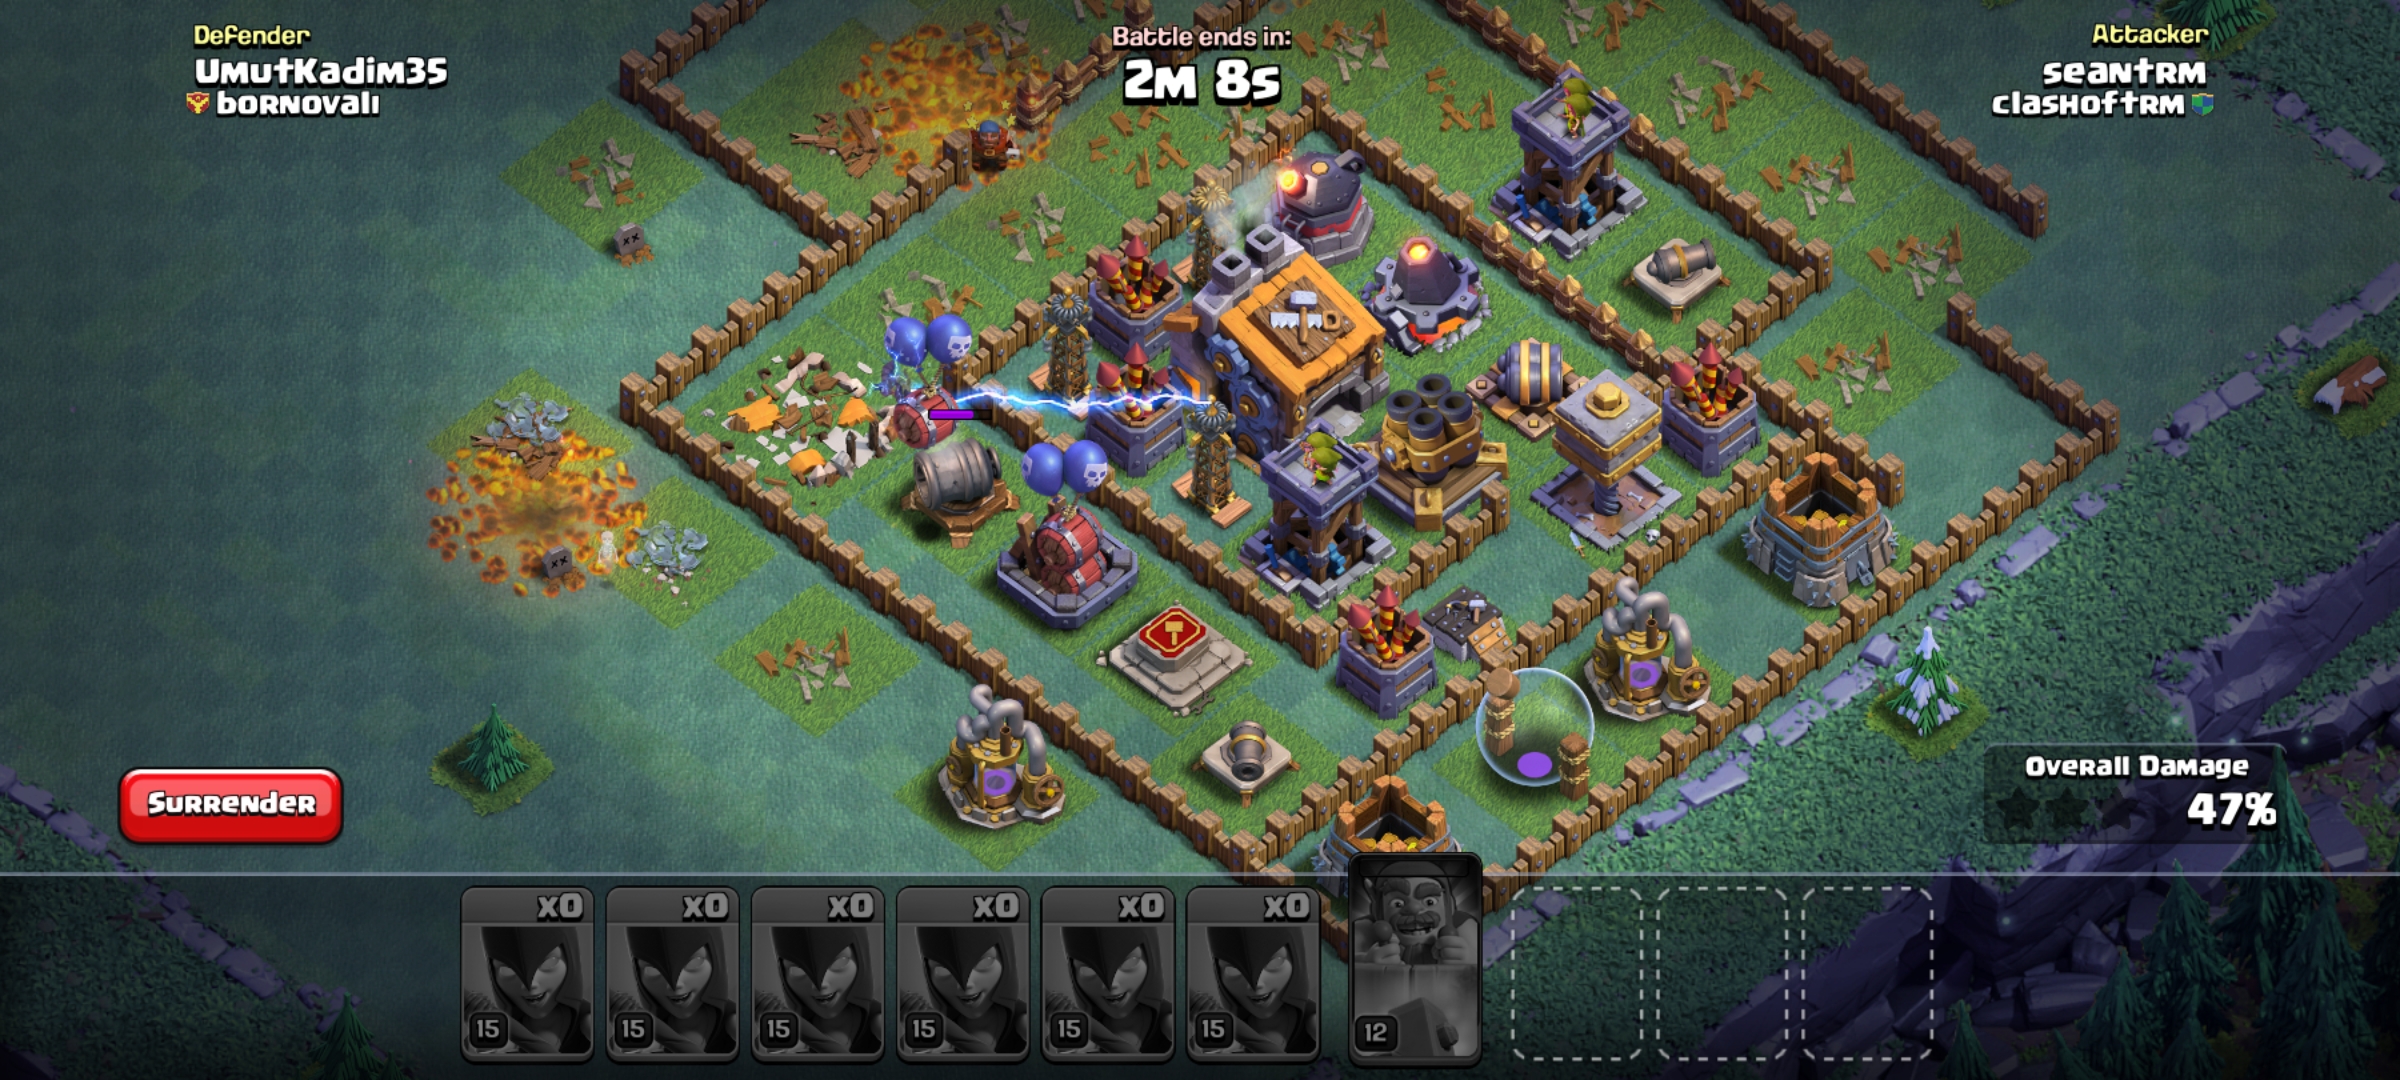 Defender
UmutKadim35
bornovalı
Battle ends in:
2m 8s
Attacker
seantrm
clashoftrm
Surrender
Overall Damage
47%
x0 x0 x0 x0 x0 x0
15 15 15 15 15 15 12